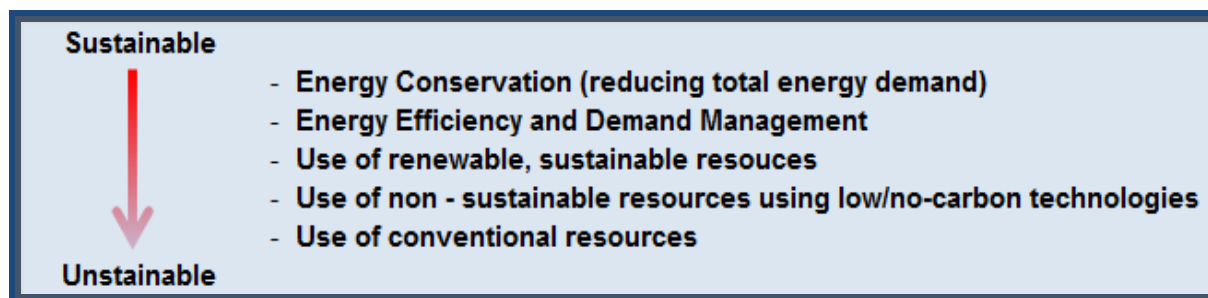 Sustainable
- Energy Conservation (reducing total energy demand)
- Energy Efficiency and Demand Management
- Use of renewable, sustainable resouces
- Use of non - sustainable resources using low/no-carbon technologies
- Use of conventional resources
Unstainable